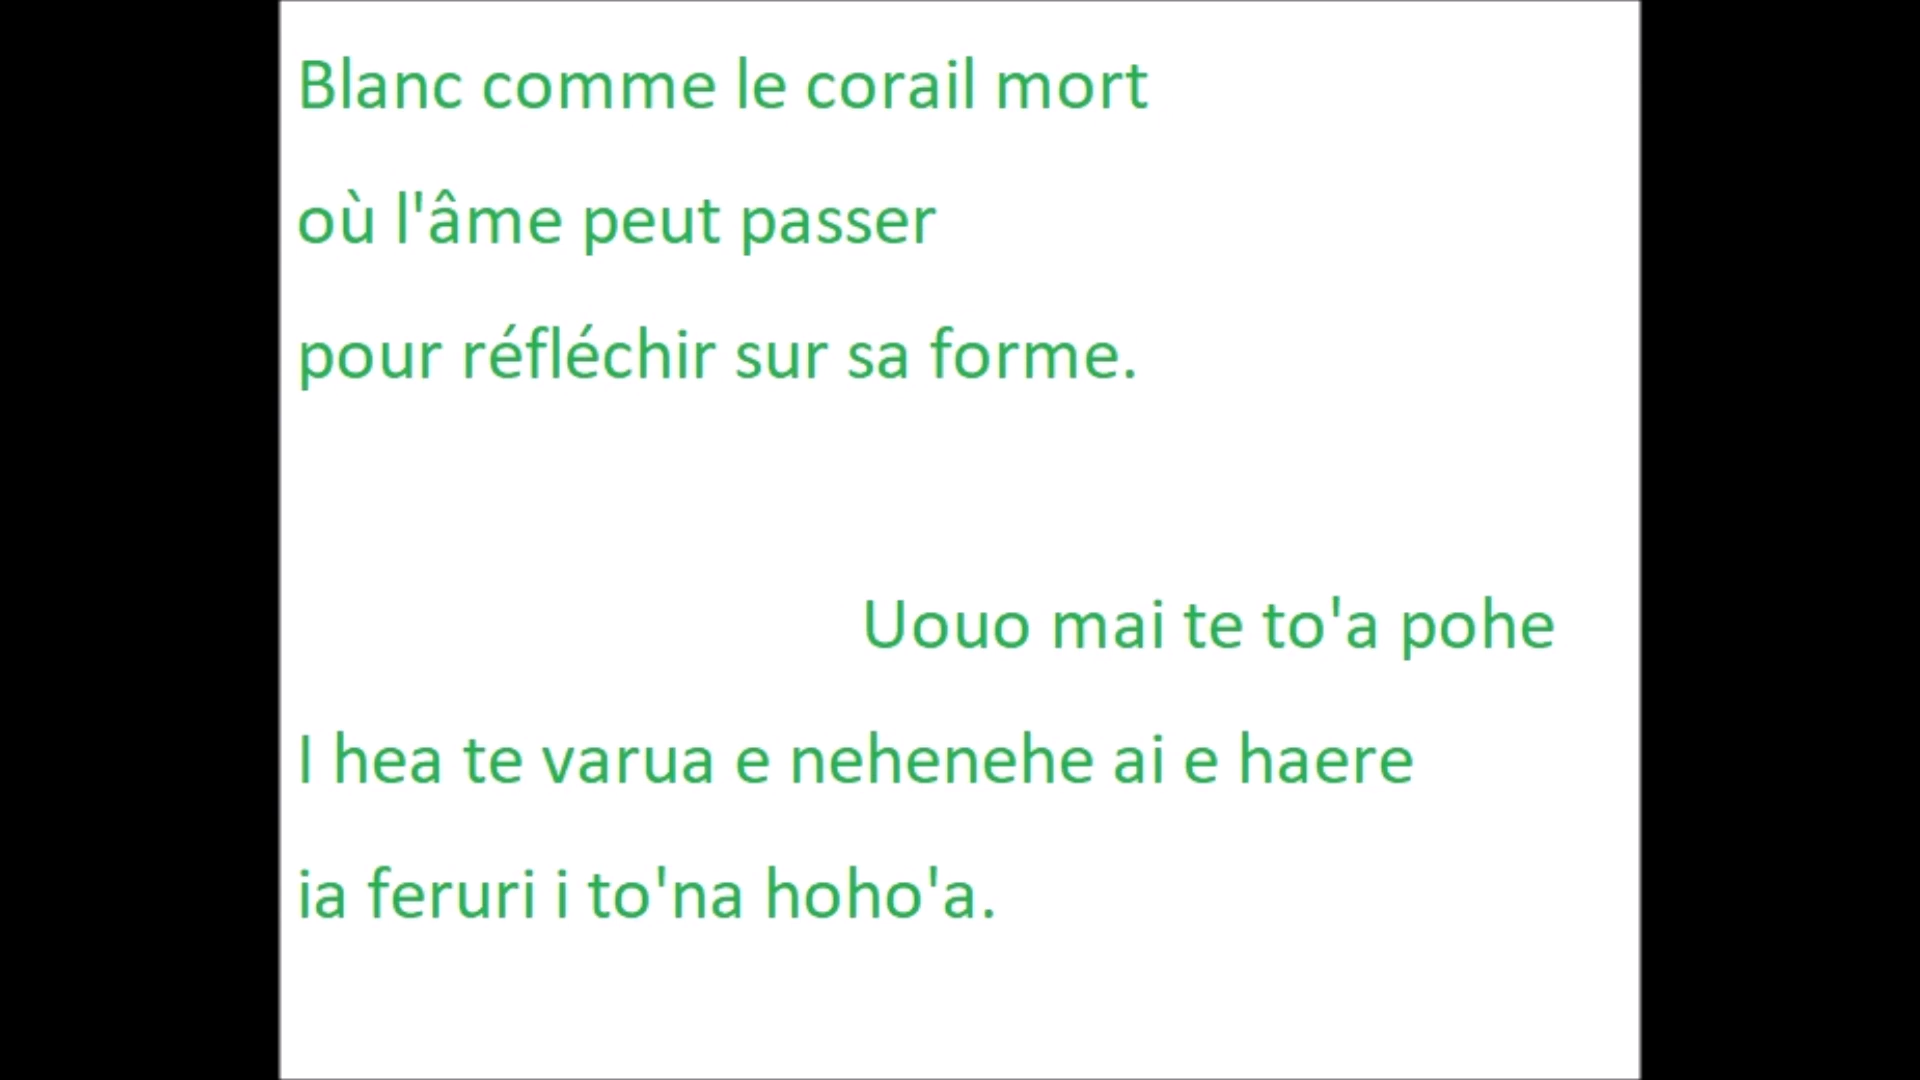 Blanc comme le corail mort
où l'âme peut passer
pour réfléchir sur sa forme.
Uouo mai te to'a pohe
I hea te varua e nehenehe ai e haere
ia feruri i to'na hoho'a.